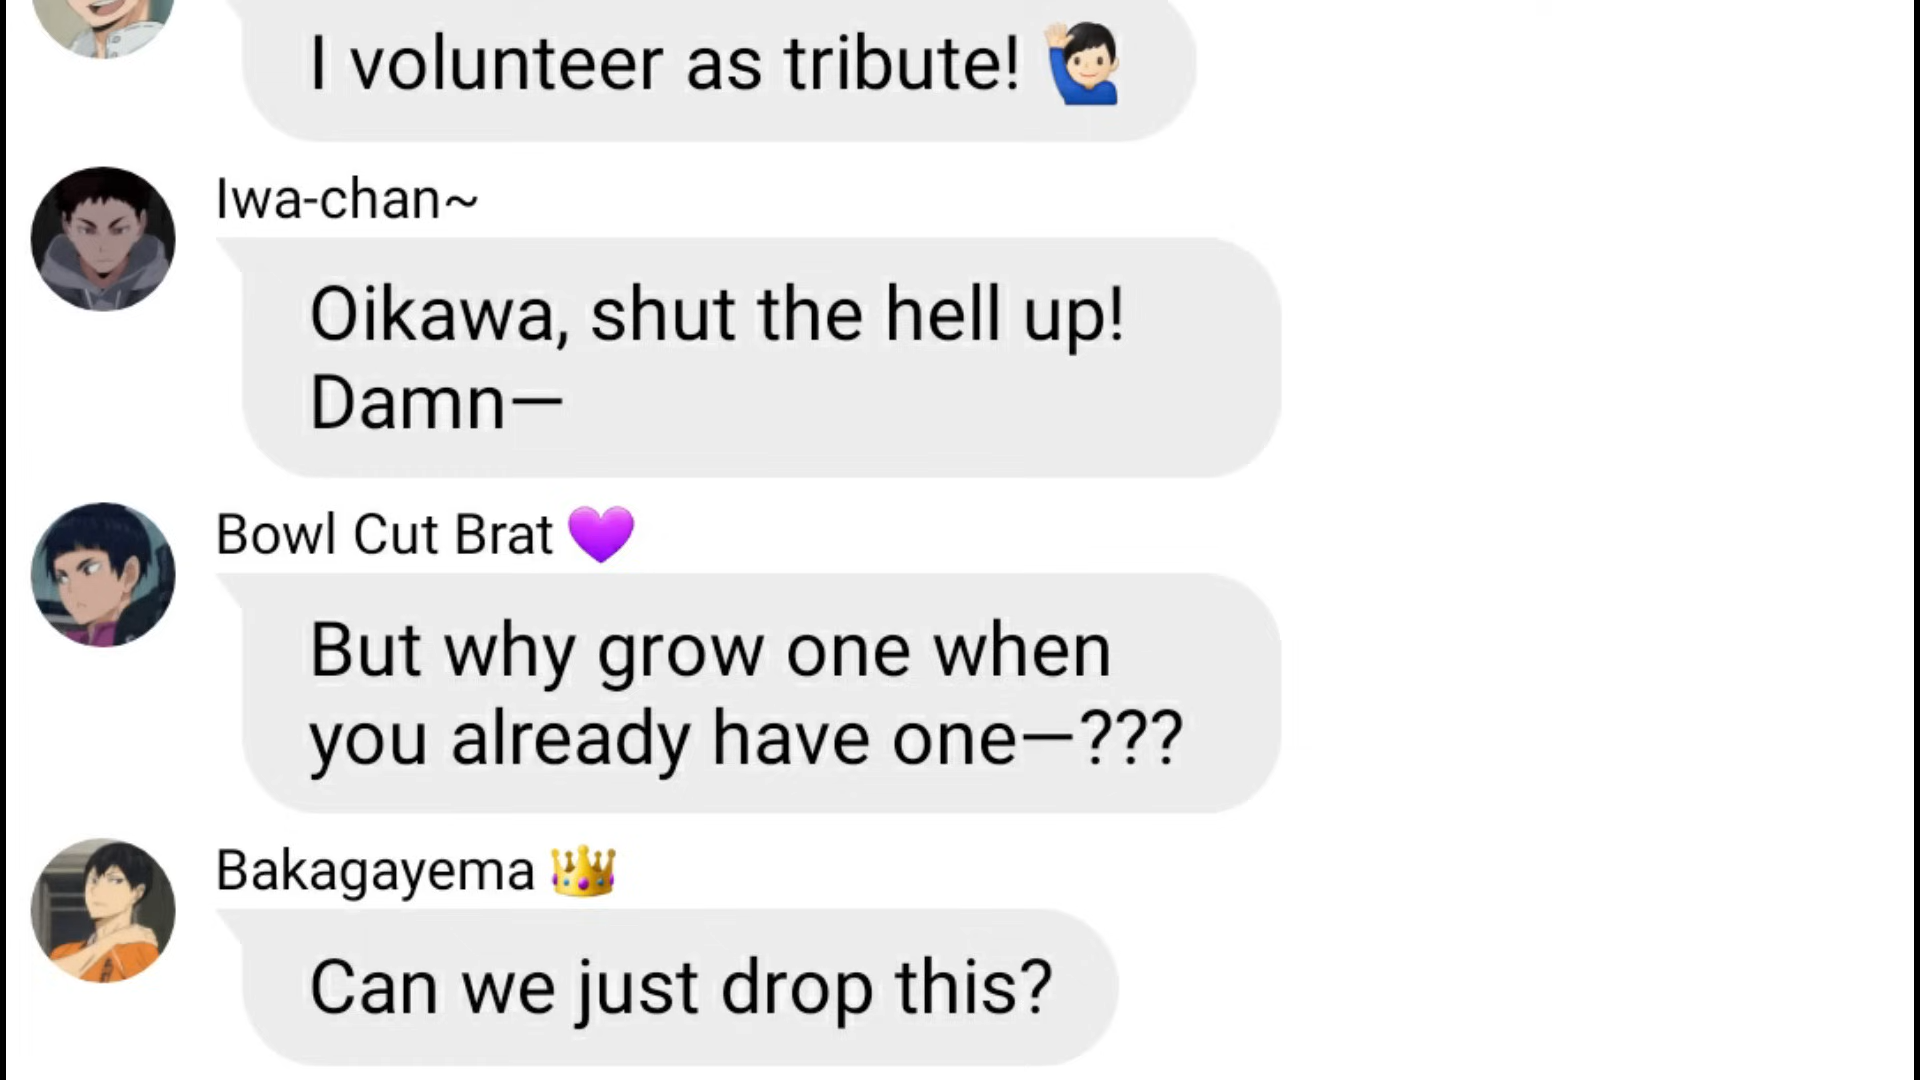 I volunteer as tribute! 🙋🏻‍♂️
Iwa-chan~
Oikawa, shut the hell up!
Damn—
Bowl Cut Brat 💜
But why grow one when
you already have one—???
Bakagayema 👑
Can we just drop this?